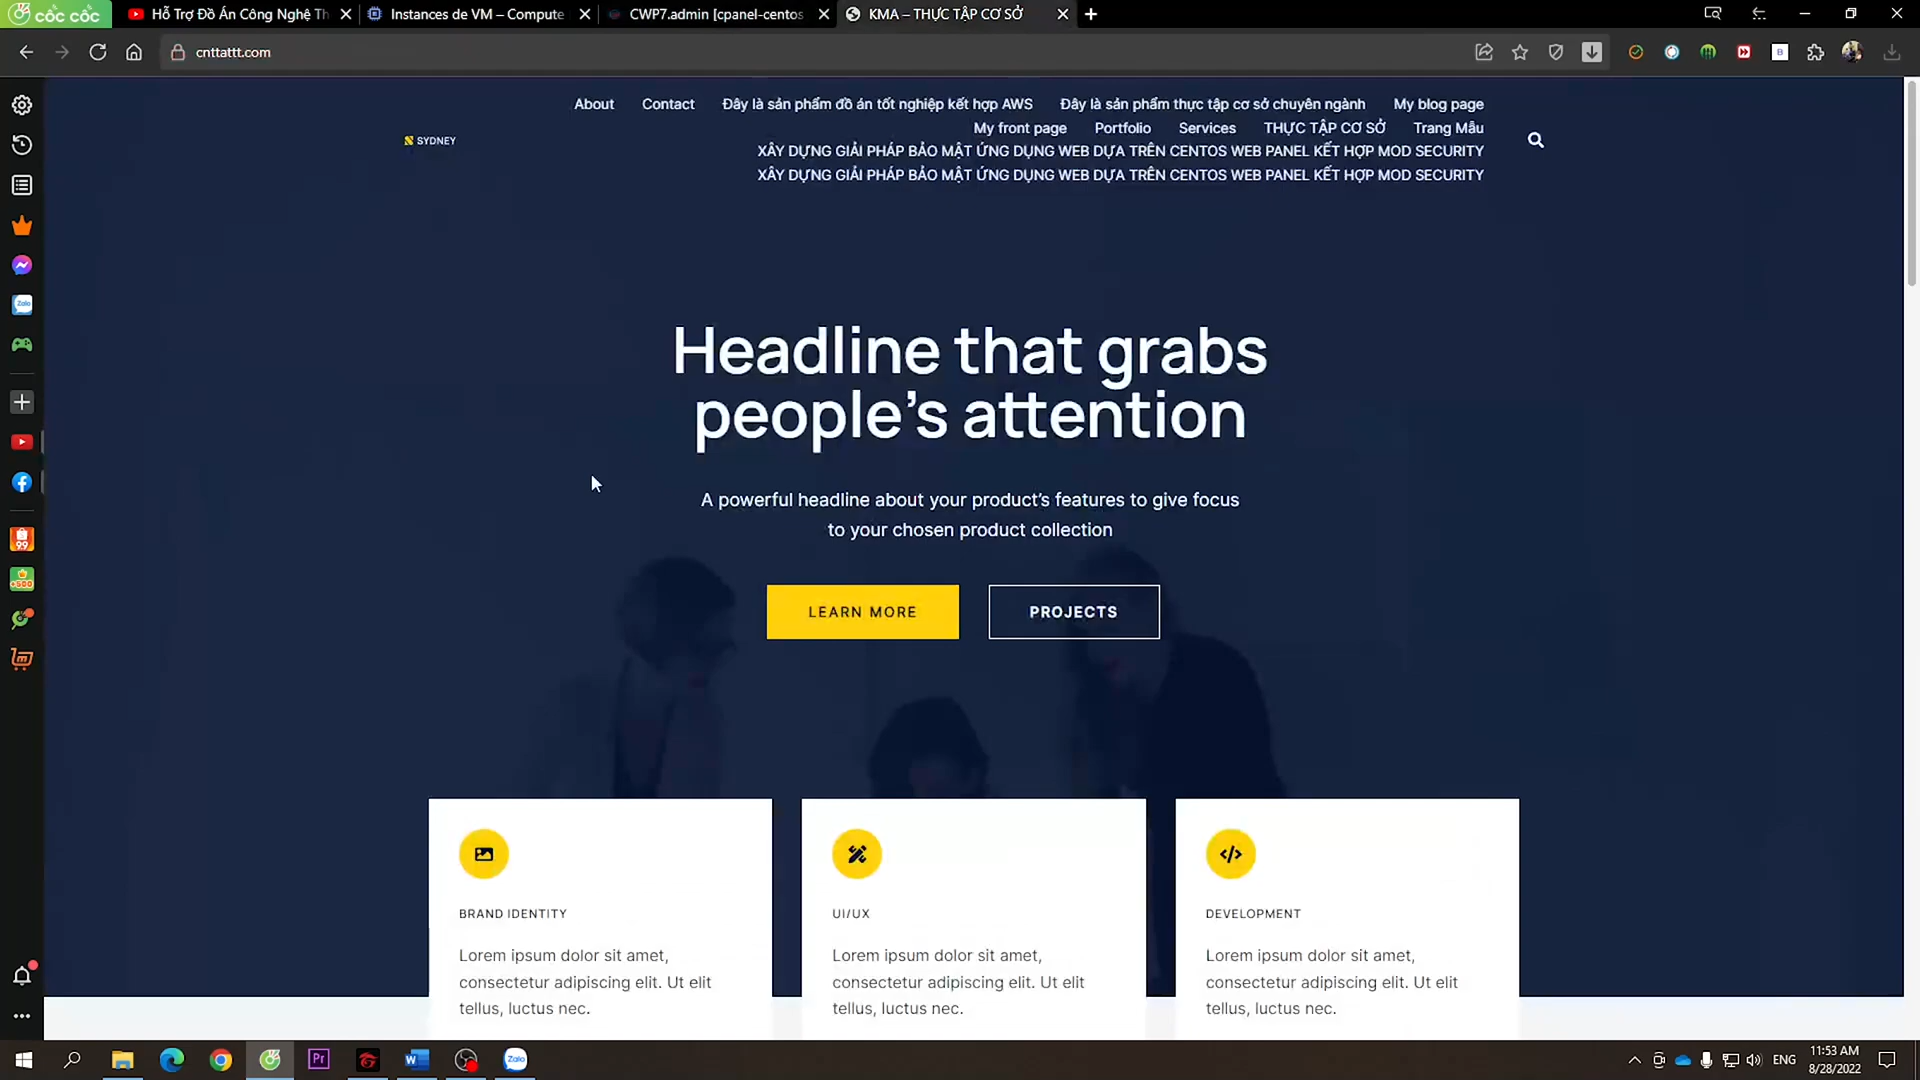 cốc cốc
Hỗ Trợ Đồ Án Công Nghệ Th
Instances de VM – Compute
CWP7.admin [cpanel-centos
KMA – THỰC TẬP CƠ SỞ
cnttattt.com
About
Contact
Đây là sản phẩm đồ án tốt nghiệp kết hợp AWS
Đây là sản phẩm thực tập cơ sở chuyên ngành
My blog page
My front page
Portfolio
Services
THỰC TẬP CƠ SỞ
Trang Mẫu
SYDNEY
XÂY DỰNG GIẢI PHÁP BẢO MẬT ỨNG DỤNG WEB DỰA TRÊN CENTOS WEB PANEL KẾT HỢP MOD SECURITY
XÂY DỰNG GIẢI PHÁP BẢO MẬT ỨNG DỤNG WEB DỰA TRÊN CENTOS WEB PANEL KẾT HỢP MOD SECURITY
Headline that grabs
people’s attention
A powerful headline about your product’s features to give focus
to your chosen product collection
LEARN MORE
PROJECTS
BRAND IDENTITY
Lorem ipsum dolor sit amet,
consectetur adipiscing elit. Ut elit
tellus, luctus nec.
UI/UX
Lorem ipsum dolor sit amet,
consectetur adipiscing elit. Ut elit
tellus, luctus nec.
DEVELOPMENT
Lorem ipsum dolor sit amet,
consectetur adipiscing elit. Ut elit
tellus, luctus nec.
Pr
Zalo
ENG
11:53 AM
8/28/2022